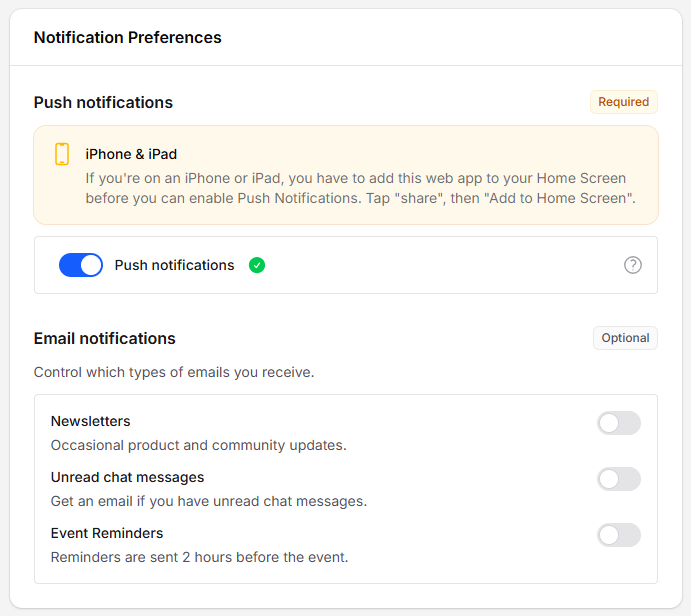 Notification Preferences
Push notifications
Required
iPhone & iPad
If you're on an iPhone or iPad, you have to add this web app to your Home Screen
before you can enable Push Notifications. Tap "share", then "Add to Home Screen".
Push notifications
?
Email notifications
Optional
Control which types of emails you receive.
Newsletters
Occasional product and community updates.
Unread chat messages
Get an email if you have unread chat messages.
Event Reminders
Reminders are sent 2 hours before the event.